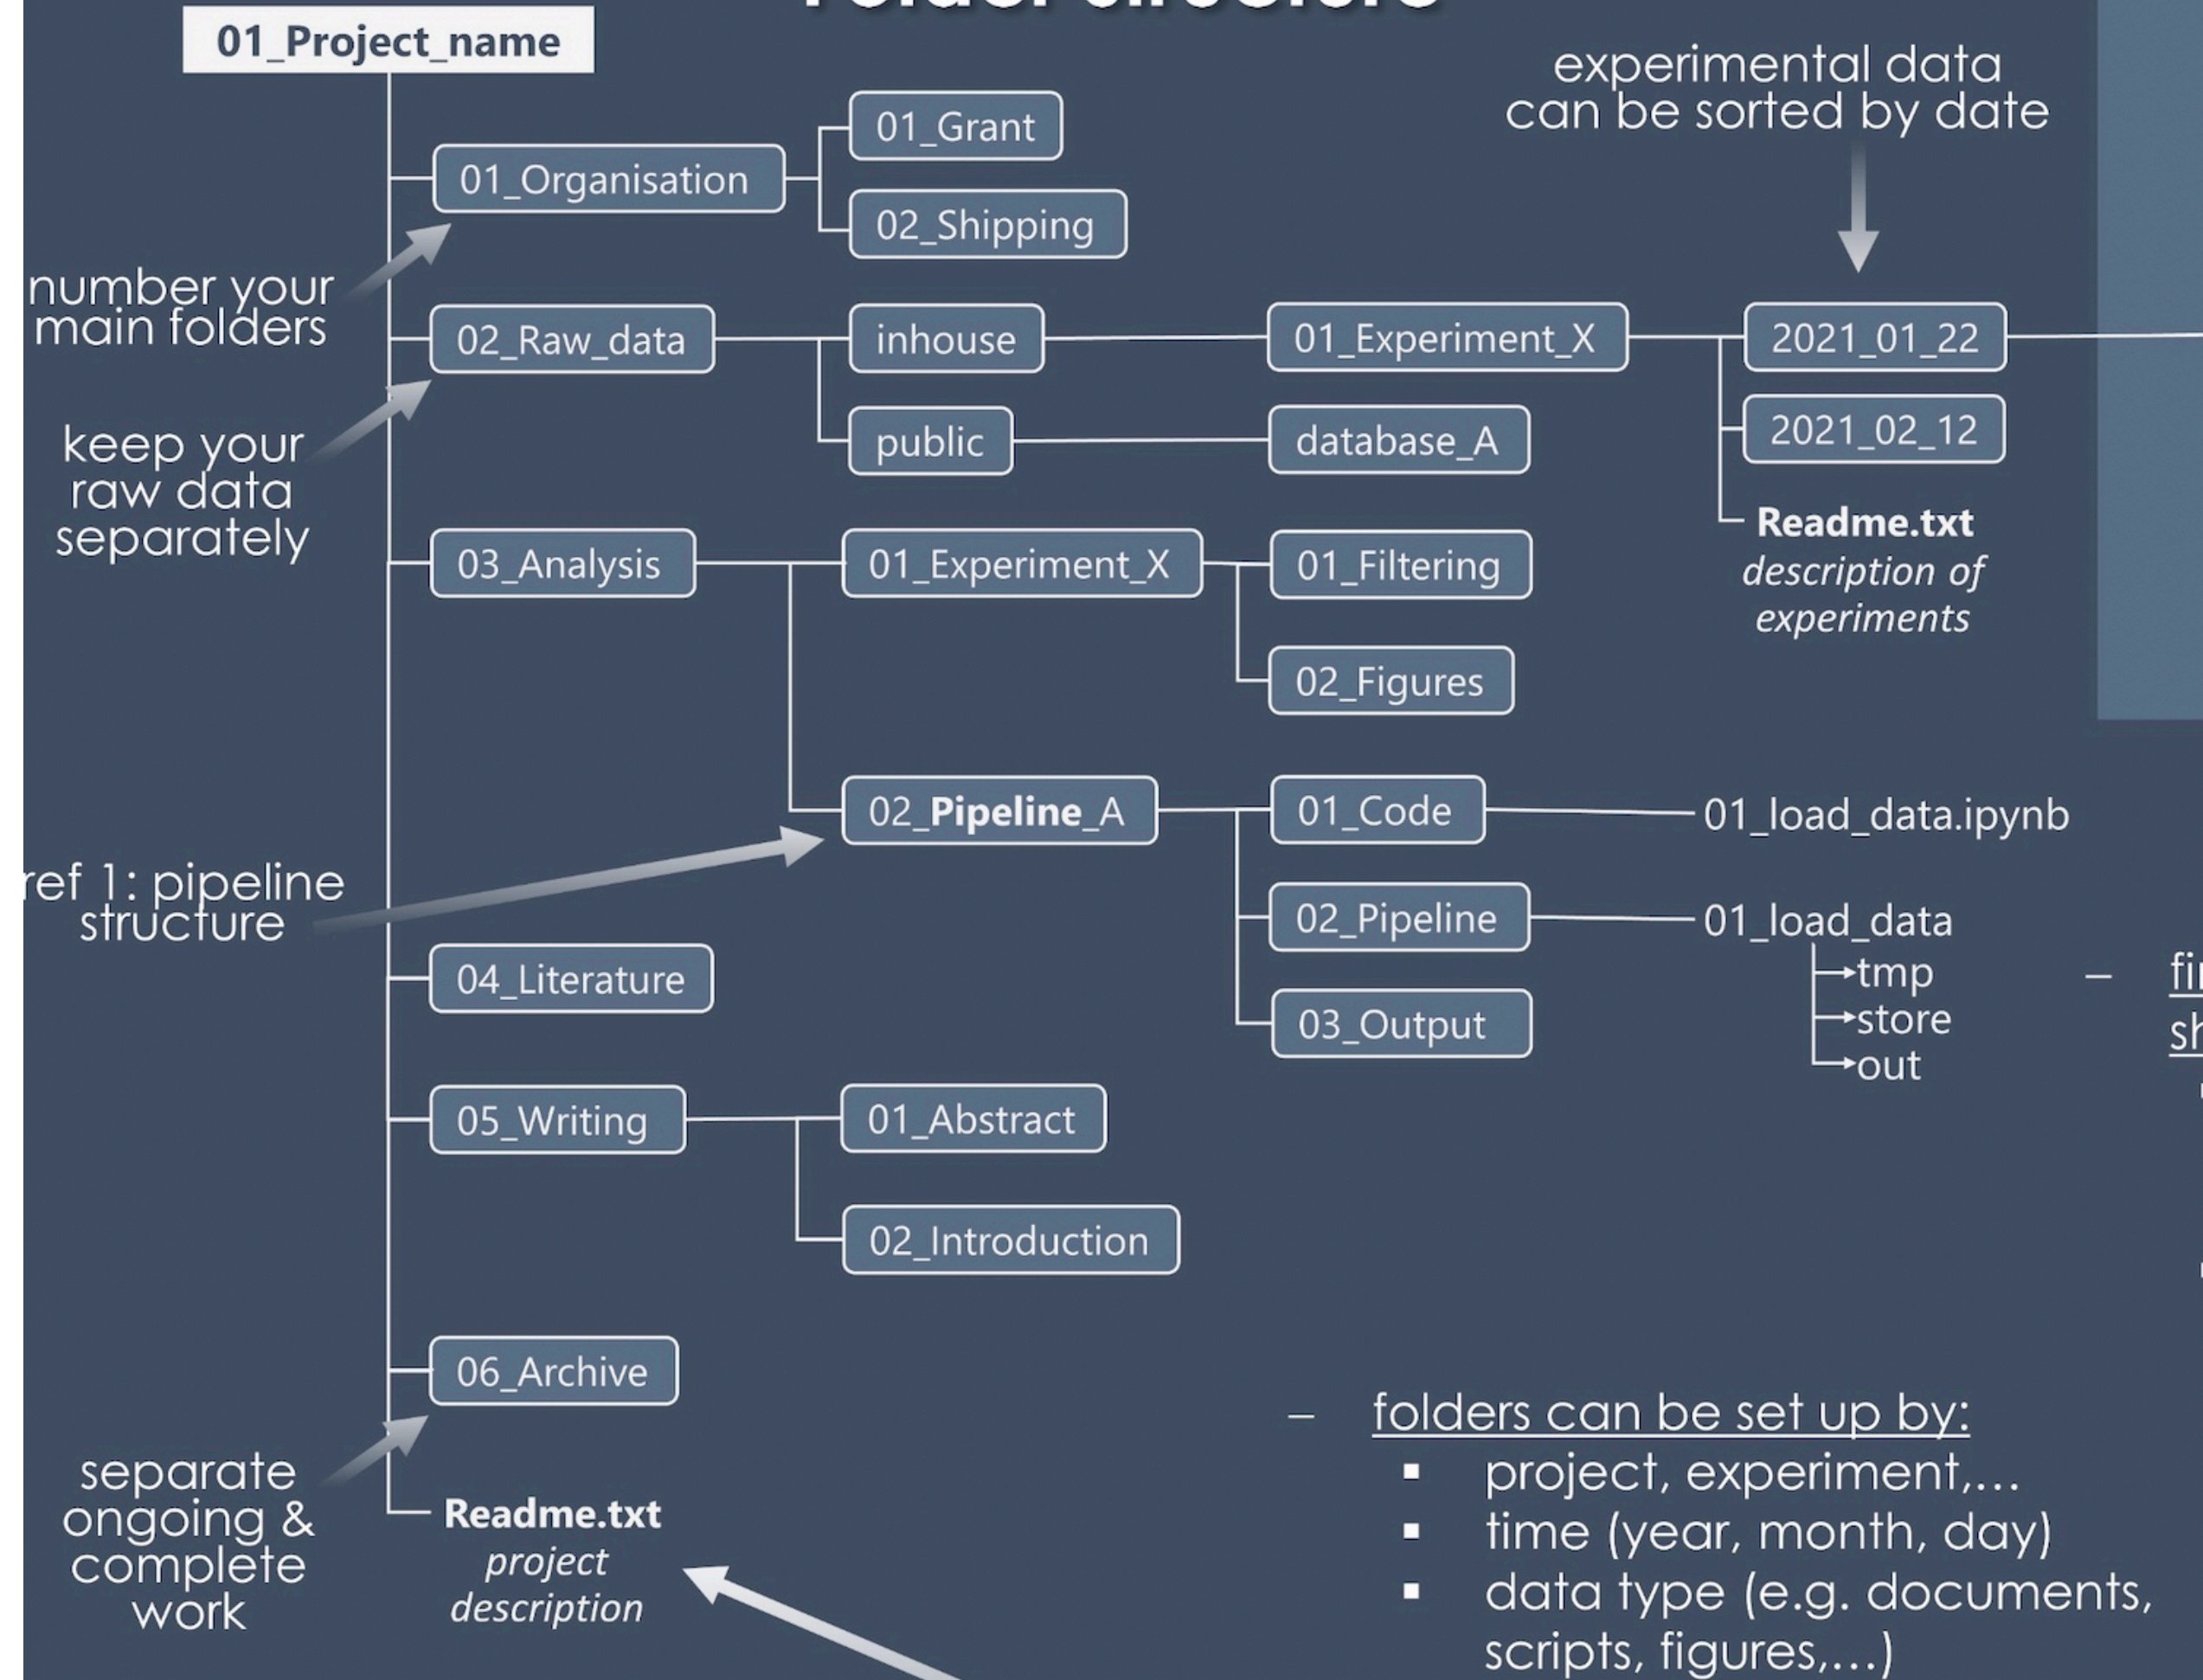 Folder structure
01_Project_name
experimental data
can be sorted by date
01_Grant
01_Organisation
02_Shipping
number your
main folders
02_Raw_data
inhouse
01_Experiment_X
2021_01_22
keep your
raw data
separately
public
database_A
2021_02_12
Readme.txt
description of
experiments
03_Analysis
01_Experiment_X
01_Filtering
02_Figures
02_Pipeline_A
01_Code
01_load_data.ipynb
ref 1: pipeline
structure
02_Pipeline
01_load_data
tmp
store
out
03_Output
04_Literature
05_Writing
01_Abstract
02_Introduction
06_Archive
separate
ongoing &
complete
work
Readme.txt
project
description
– folders can be set up by:
▪ project, experiment,...
▪ time (year, month, day)
▪ data type (e.g. documents,
scripts, figures,...)